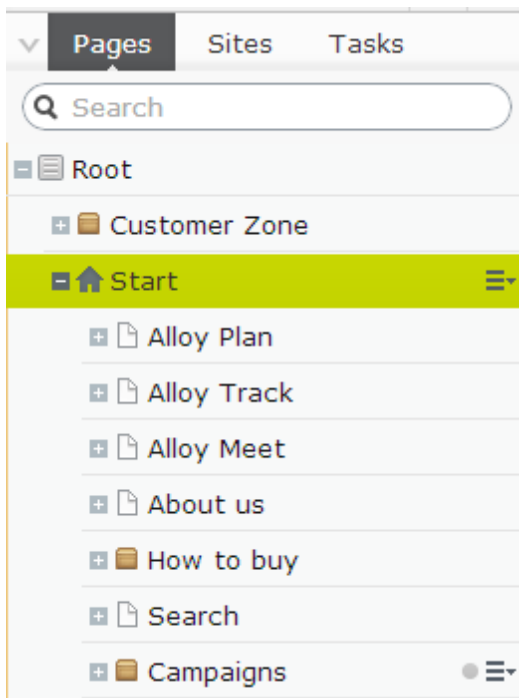 Pages Sites Tasks
Search
Root
Customer Zone
Start
Alloy Plan
Alloy Track
Alloy Meet
About us
How to buy
Search
Campaigns